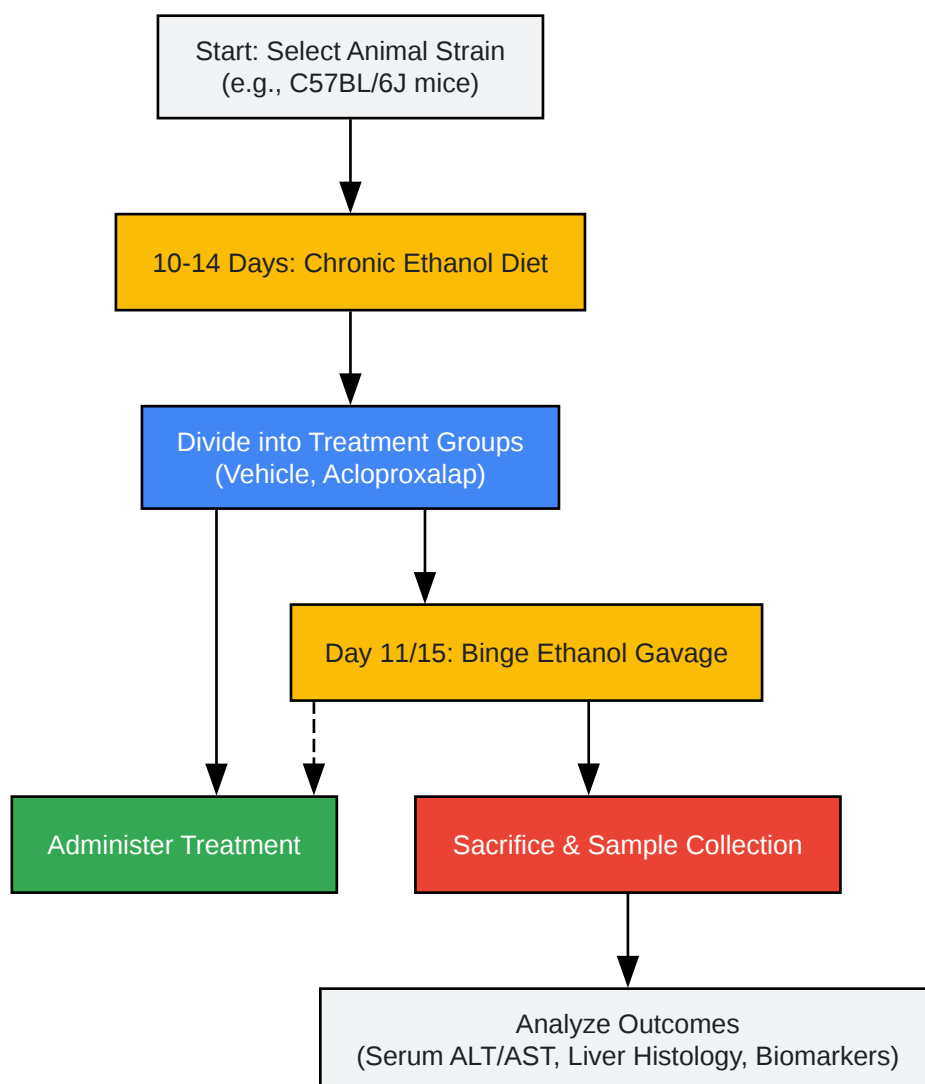 Start: Select Animal Strain
(e.g., C57BL/6J mice)
10-14 Days: Chronic Ethanol Diet
Divide into Treatment Groups
(Vehicle, Acloproxalap)
Day 11/15: Binge Ethanol Gavage
Administer Treatment
Sacrifice & Sample Collection
Analyze Outcomes
(Serum ALT/AST, Liver Histology, Biomarkers)